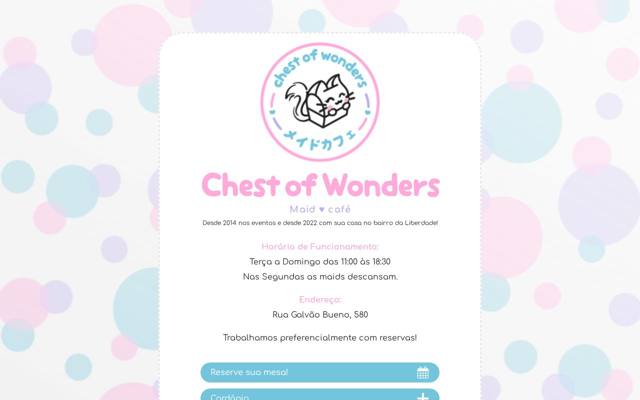 chest of wonders
メイドカフェ
Chest of Wonders
Maid ♥ café
Desde 2014 nos eventos e desde 2022 com sua casa no bairro da Liberdade!
Horário de Funcionamento:
Terça a Domingo das 11:00 às 18:30
Nas Segundas as maids descansam.
Endereço:
Rua Galvão Bueno, 580
Trabalhamos preferencialmente com reservas!
Reserve sua mesa!
Cardápio